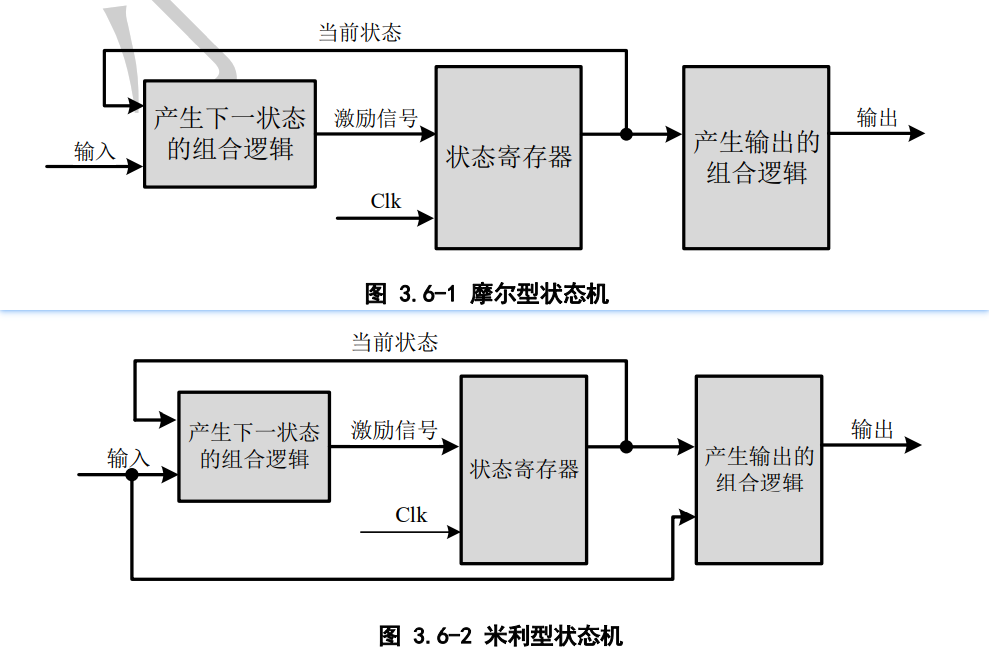 当前状态
产生下一状态
的组合逻辑
输入
激励信号
Clk
状态寄存器
产生输出的
组合逻辑
输出
图 3.6-1 摩尔型状态机
当前状态
产生下一状态
的组合逻辑
输入
激励信号
Clk
状态寄存器
产生输出的
组合逻辑
输出
图 3.6-2 米利型状态机